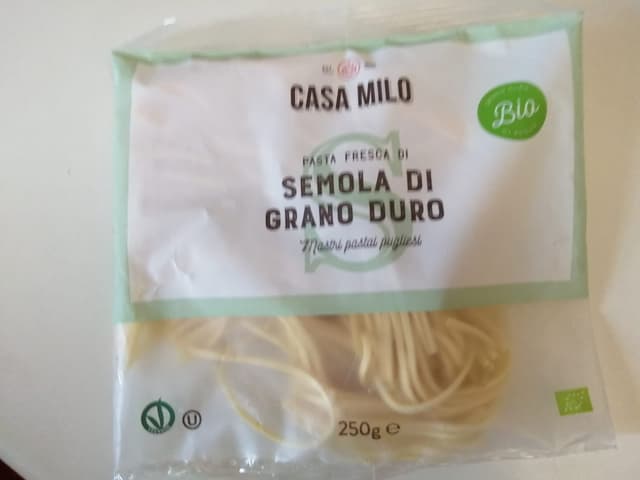 CASA MILO
Bio
PASTA FRESCA DI
SEMOLA DI
GRANO DURO
Mastri pastai pugliesi
S
U
250g e